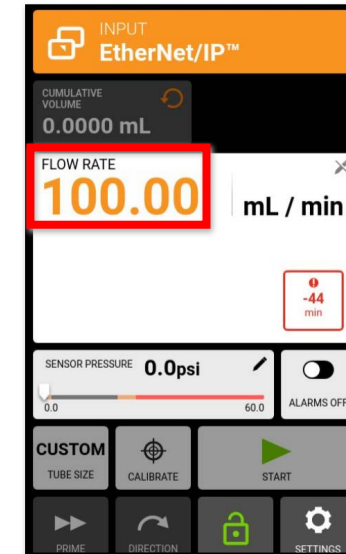 INPUT
EtherNet/IP™
CUMULATIVE
VOLUME
0.0000 mL
FLOW RATE
100.00 mL / min
-44
min
SENSOR PRESSURE 0.0psi
0.0 60.0
ALARMS OFF
CUSTOM
TUBE SIZE
CALIBRATE
START
PRIME
DIRECTION
SETTINGS